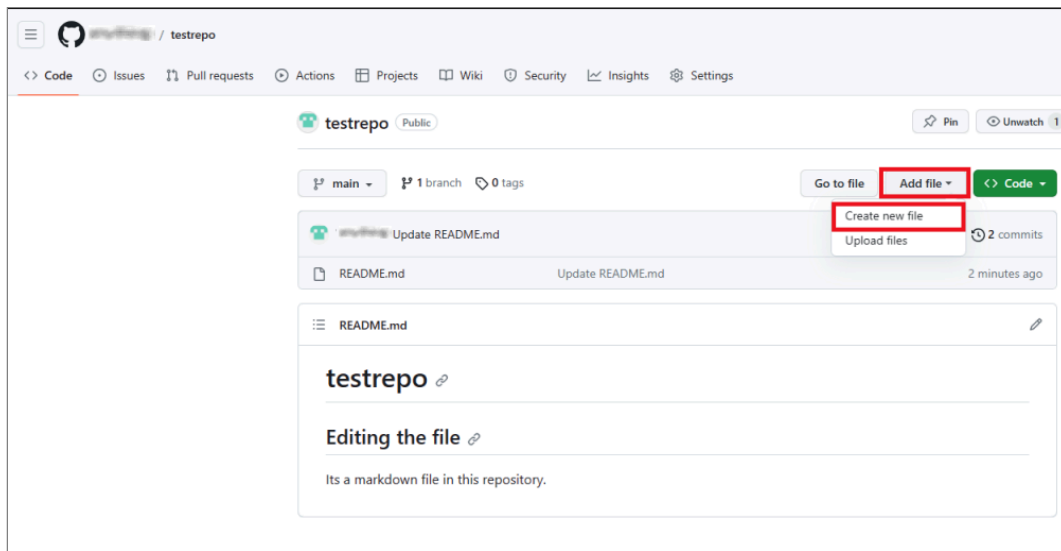 / testrepo
Code Issues Pull requests Actions Projects Wiki Security Insights Settings
testrepo Public Pin Unwatch 1
main 1 branch 0 tags Go to file Add file Code
Create new file
Upload files
Update README.md 2 commits
README.md Update README.md 2 minutes ago
README.md
testrepo
Editing the file
Its a markdown file in this repository.